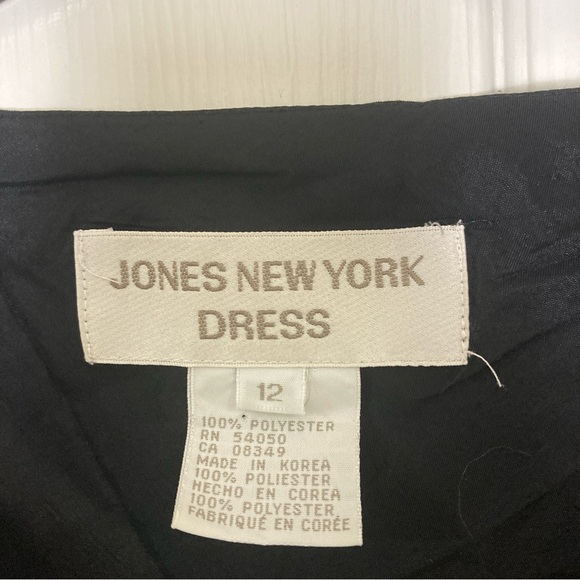 JONES NEW YORK
DRESS
12
100% POLYESTER
RN 54050
CA 08349
MADE IN KOREA
100% POLIESTER
HECHO EN COREA
100% POLYESTER
FABRIQUÉ EN CORÉE